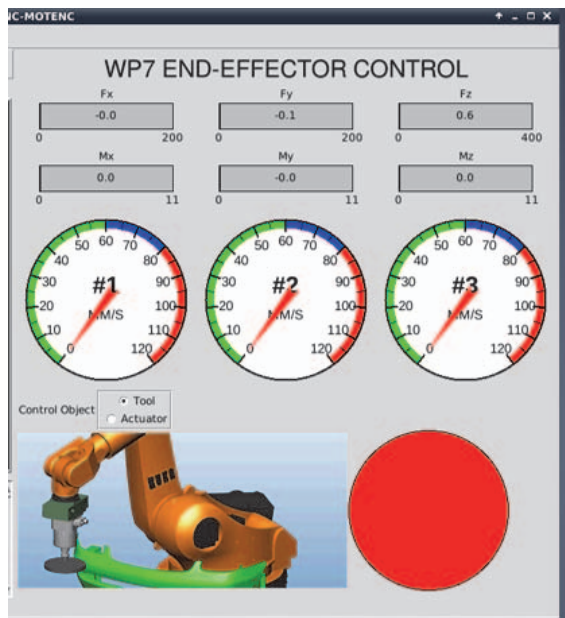 NC-MOTENC
WP7 END-EFFECTOR CONTROL
Fx Fy Fz
-0.0 -0.1 0.6
0 200 0 200 0 400
Mx My Mz
0.0 -0.0 0.0
0 11 0 11 0 11
0 10 20 30 40 50 60 70 80 90 100 110 120
#1
MM/S
0 10 20 30 40 50 60 70 80 90 100 110 120
#2
MM/S
0 10 20 30 40 50 60 70 80 90 100 110 120
#3
MM/S
Control Object
Tool
Actuator
KUKA